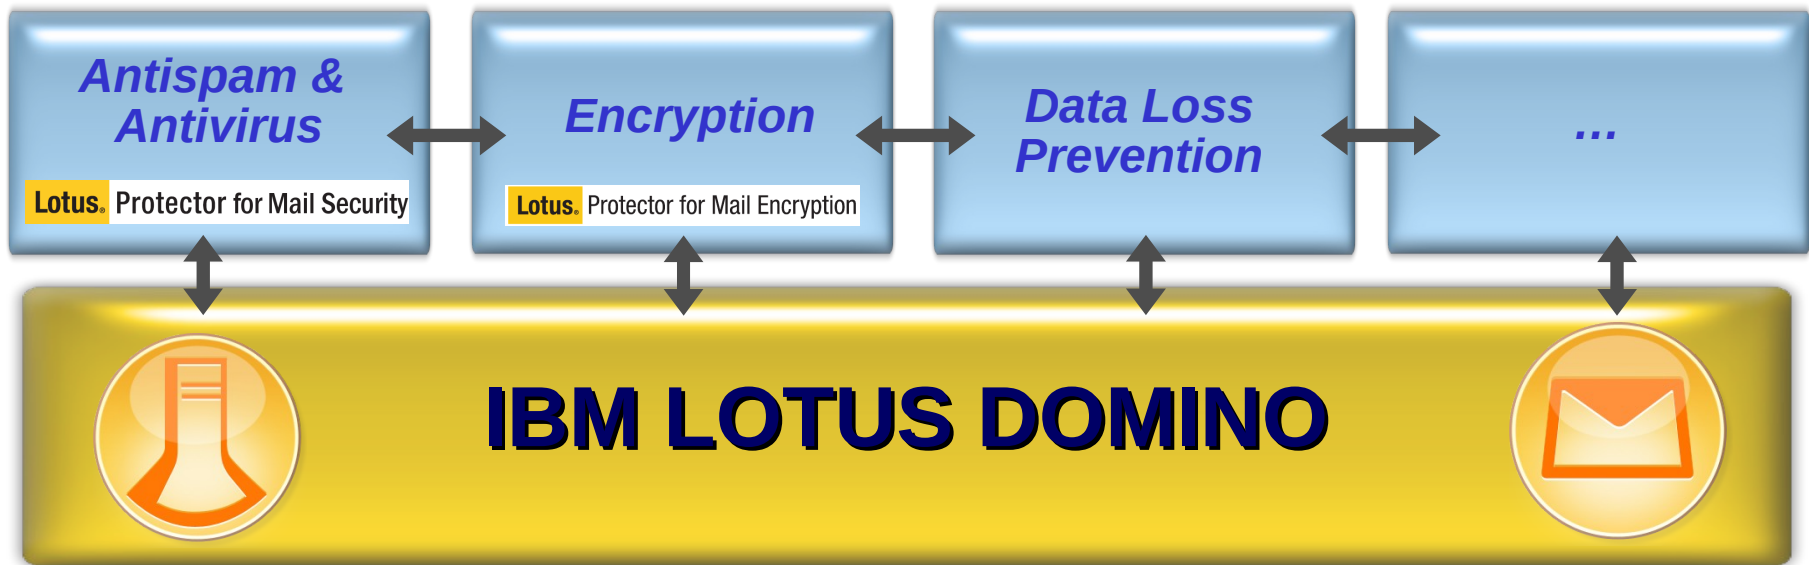 Antispam &
Antivirus
Lotus® Protector for Mail Security
Encryption
Lotus® Protector for Mail Encryption
Data Loss
Prevention
...
IBM LOTUS DOMINO